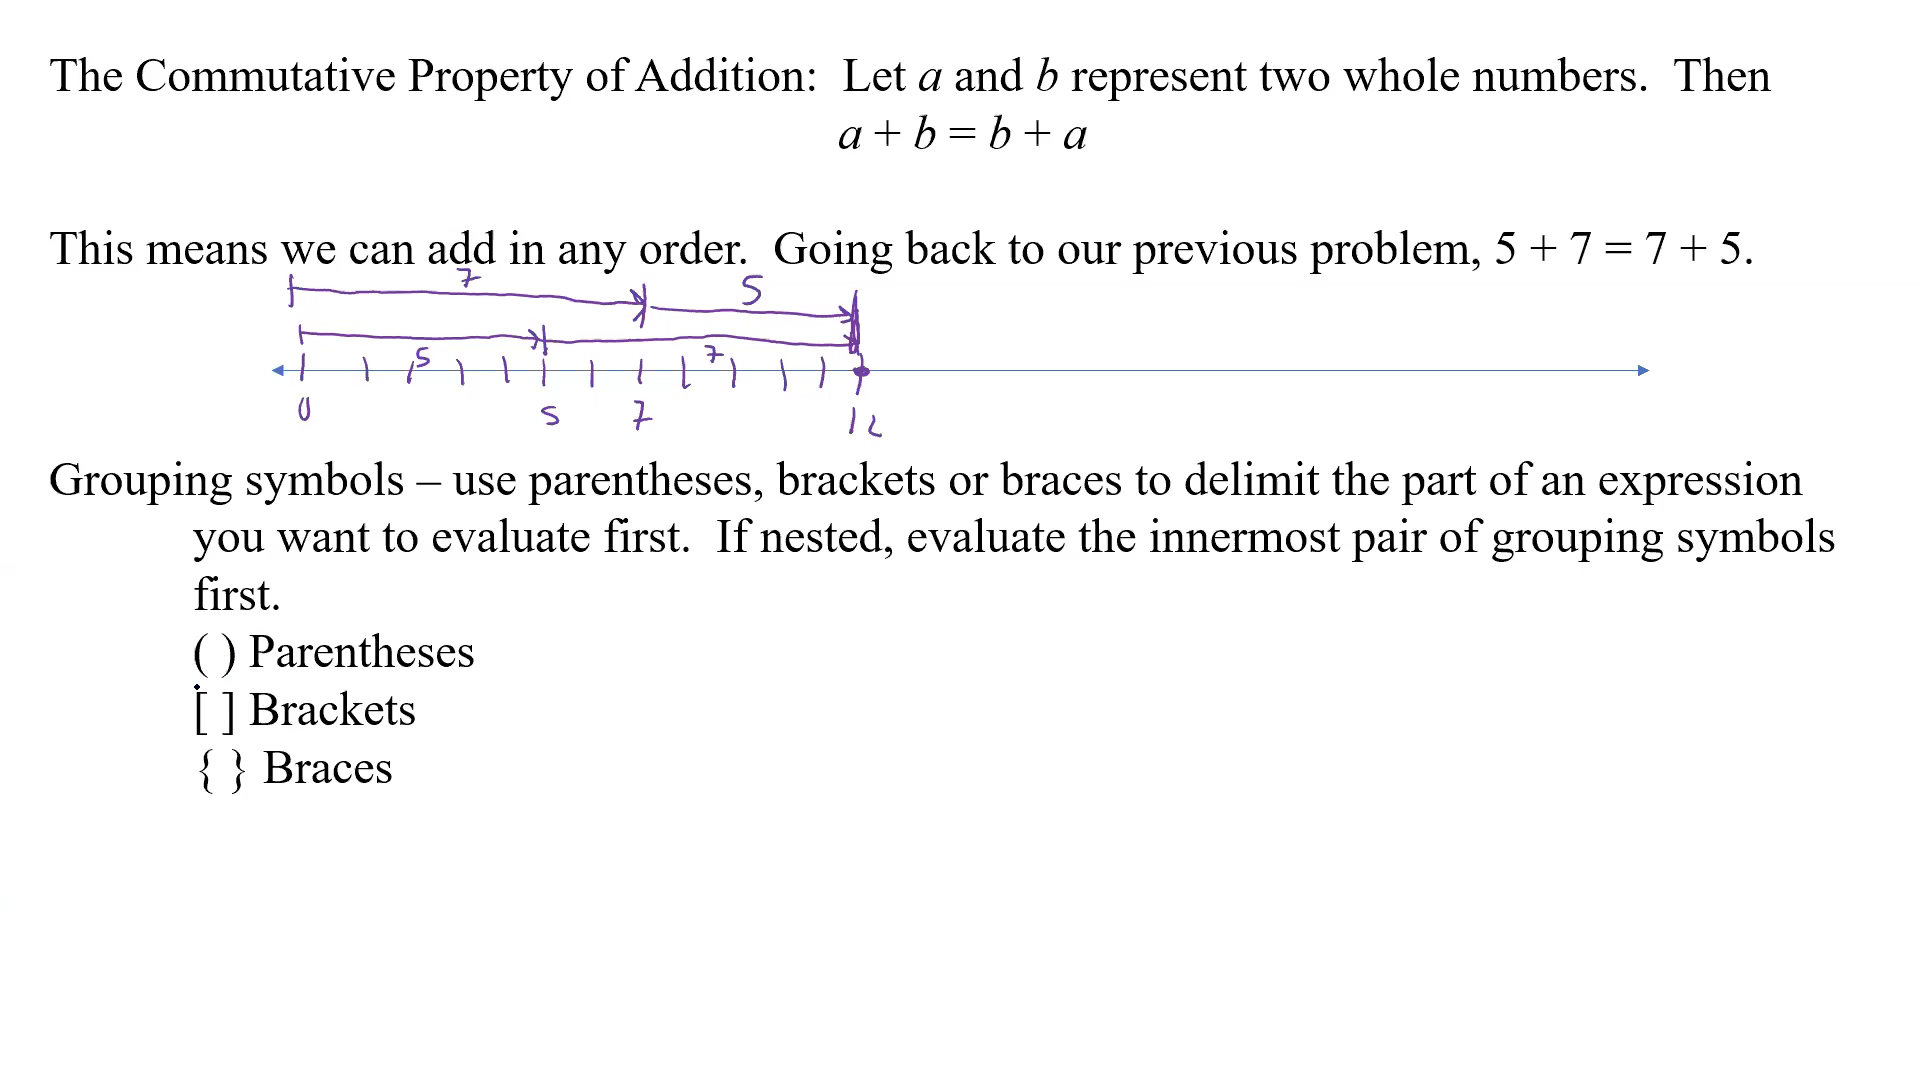 The Commutative Property of Addition: Let a and b represent two whole numbers. Then
a + b = b + a
This means we can add in any order. Going back to our previous problem, 5 + 7 = 7 + 5.
7 5
5 7
0 5 7 12
Grouping symbols – use parentheses, brackets or braces to delimit the part of an expression
you want to evaluate first. If nested, evaluate the innermost pair of grouping symbols
first.
( ) Parentheses
[ ] Brackets
{ } Braces